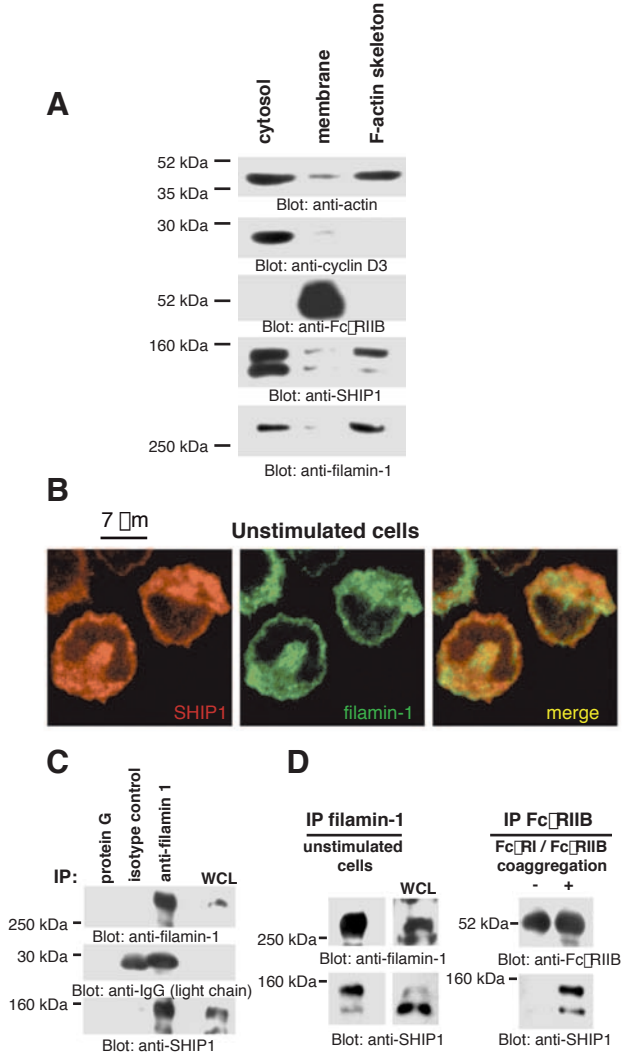 A
cytosol
membrane
F-actin skeleton
52 kDa
35 kDa
Blot: anti-actin
30 kDa
Blot: anti-cyclin D3
52 kDa
Blot: anti-Fc▯RIIB
160 kDa
Blot: anti-SHIP1
250 kDa
Blot: anti-filamin-1
B
7 ▯m
Unstimulated cells
SHIP1
filamin-1
merge
C
protein G
isotype control
anti-filamin 1
IP:
WCL
250 kDa
Blot: anti-filamin-1
30 kDa
Blot: anti-IgG (light chain)
160 kDa
Blot: anti-SHIP1
D
IP filamin-1
unstimulated
cells
WCL
250 kDa
Blot: anti-filamin-1
160 kDa
Blot: anti-SHIP1
IP Fc▯RIIB
Fc▯RI / Fc▯RIIB
coaggregation
- +
52 kDa
Blot: anti-Fc▯RIIB
160 kDa
Blot: anti-SHIP1